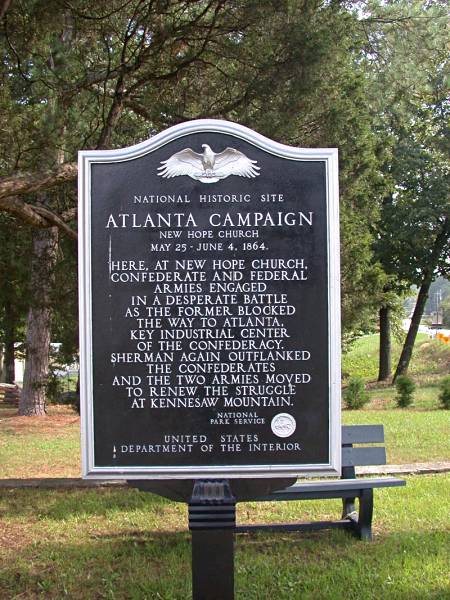 NATIONAL HISTORIC SITE
ATLANTA CAMPAIGN
NEW HOPE CHURCH
MAY 25 - JUNE 4, 1864.
HERE, AT NEW HOPE CHURCH,
CONFEDERATE AND FEDERAL
ARMIES ENGAGED
IN A DESPERATE BATTLE
AS THE FORMER BLOCKED
THE WAY TO ATLANTA,
KEY INDUSTRIAL CENTER
OF THE CONFEDERACY.
SHERMAN AGAIN OUTFLANKED
THE CONFEDERATES
AND THE TWO ARMIES MOVED
TO RENEW THE STRUGGLE
AT KENNESAW MOUNTAIN.
NATIONAL
PARK SERVICE
UNITED STATES
DEPARTMENT OF THE INTERIOR